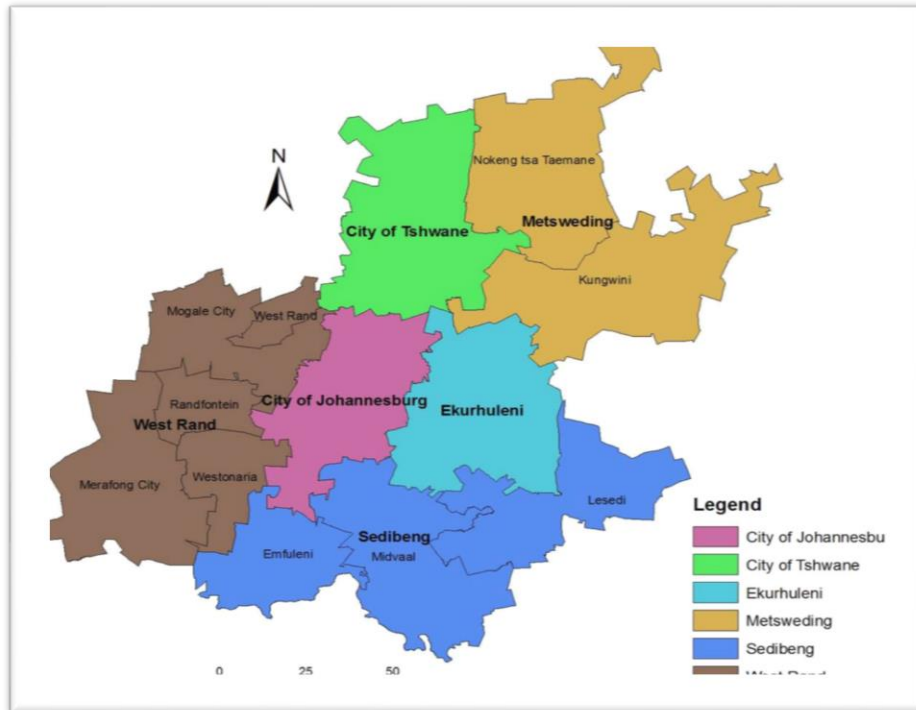 N
Nokeng tsa Taemane
City of Tshwane
Metsweding
Kungwini
Mogale City
West Rand
Randfontein
City of Johannesburg
Ekurhuleni
West Rand
Westonaria
Merafong City
Lesedi
Legend
Sedibeng
Emfuleni
Midvaal
City of Johannesbu
City of Tshwane
Ekurhuleni
Metsweding
Sedibeng
West Rand
0 25 50